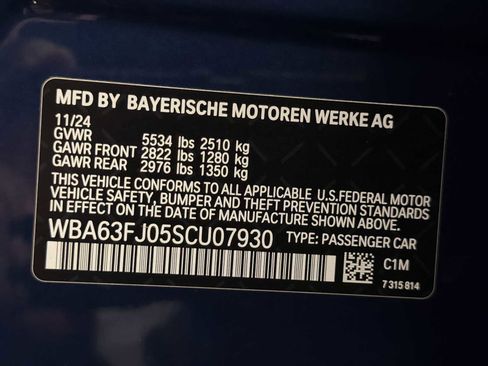 MFD BY BAYERISCHE MOTOREN WERKE AG
11/24
GVWR 5534 lbs 2510 kg
GAWR FRONT 2822 lbs 1280 kg
GAWR REAR 2976 lbs 1350 kg
THIS VEHICLE CONFORMS TO ALL APPLICABLE U.S.FEDERAL MOTOR
VEHICLE SAFETY, BUMPER AND THEFT PREVENTION STANDARDS
IN EFFECT ON THE DATE OF MANUFACTURE SHOWN ABOVE.
WBA63FJ05SCU07930 TYPE: PASSENGER CAR
C1M
7 315 814